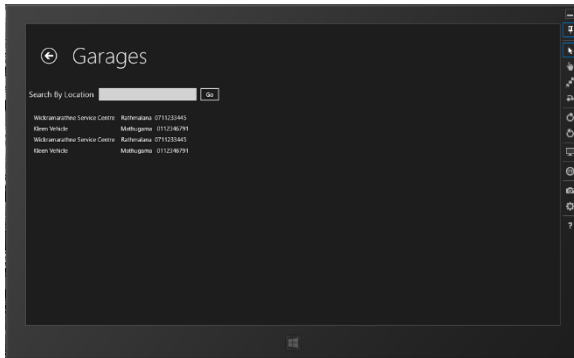 Garages
Search By Location Go
Wickramarathne Service Centre Rathmalana 0711233445
Kleen Vehicle Mathugama 0112346791
Wickramarathne Service Centre Rathmalana 0711233445
Kleen Vehicle Mathugama 0112346791
?